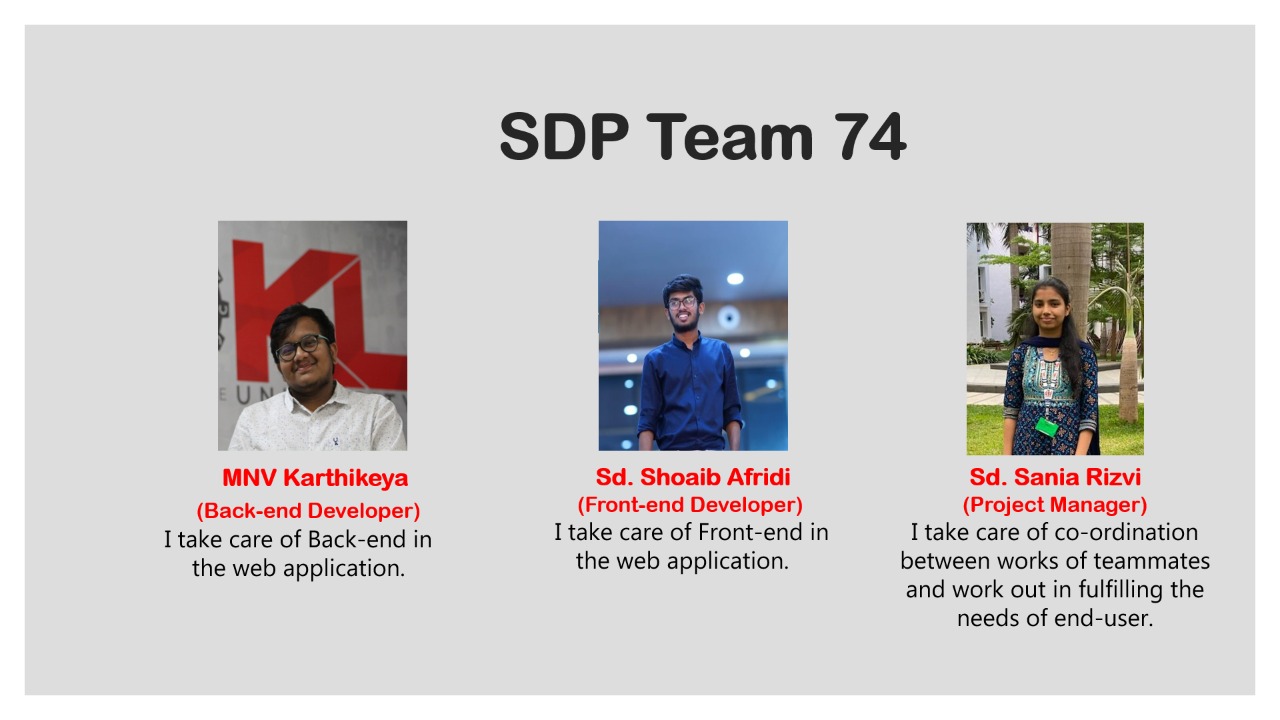 SDP Team 74
KL
MNV Karthikeya
(Back-end Developer)
I take care of Back-end in
the web application.
Sd. Shoaib Afridi
(Front-end Developer)
I take care of Front-end in
the web application.
Sd. Sania Rizvi
(Project Manager)
I take care of co-ordination
between works of teammates
and work out in fulfilling the
needs of end-user.